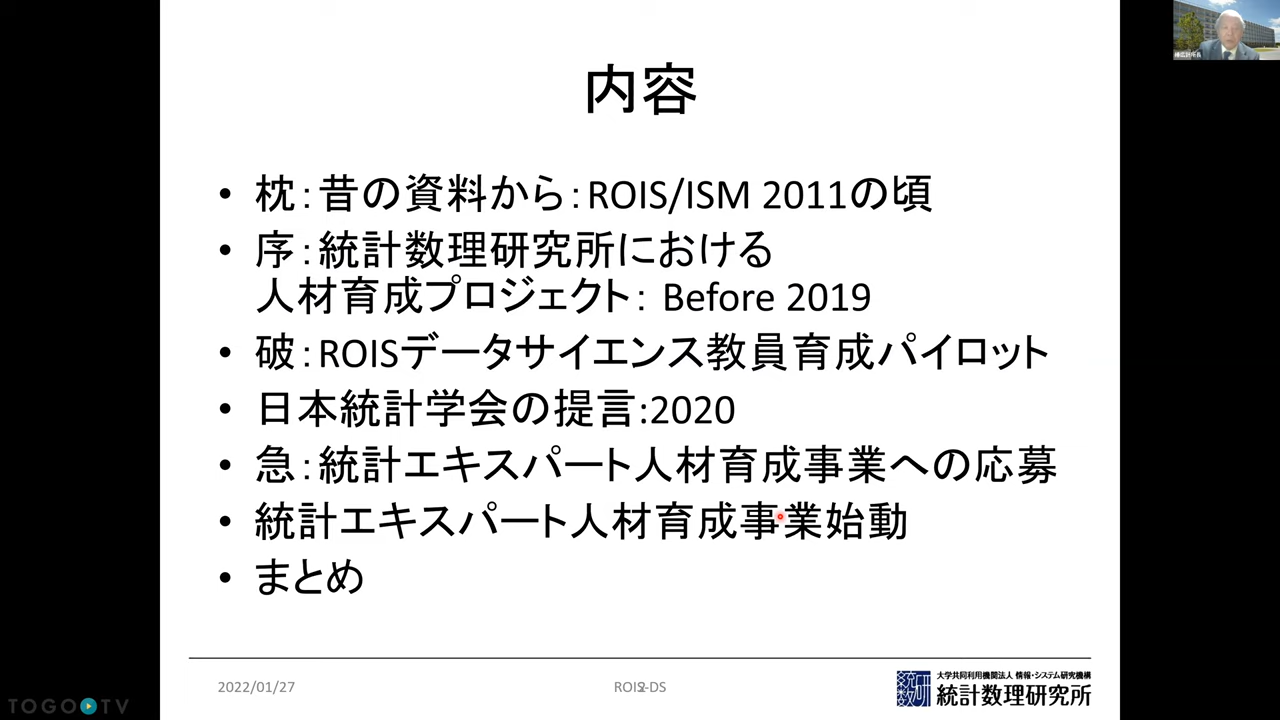 内容
• 枕：昔の資料から：ROIS/ISM 2011の頃
• 序：統計数理研究所における
人材育成プロジェクト： Before 2019
• 破：ROISデータサイエンス教員育成パイロット
• 日本統計学会の提言:2020
• 急：統計エキスパート人材育成事業への応募
• 統計エキスパート人材育成事業始動
• まとめ
2022/01/27
大学共同利用機関法人 情報・システム研究機構
統計数理研究所
TOGO TV